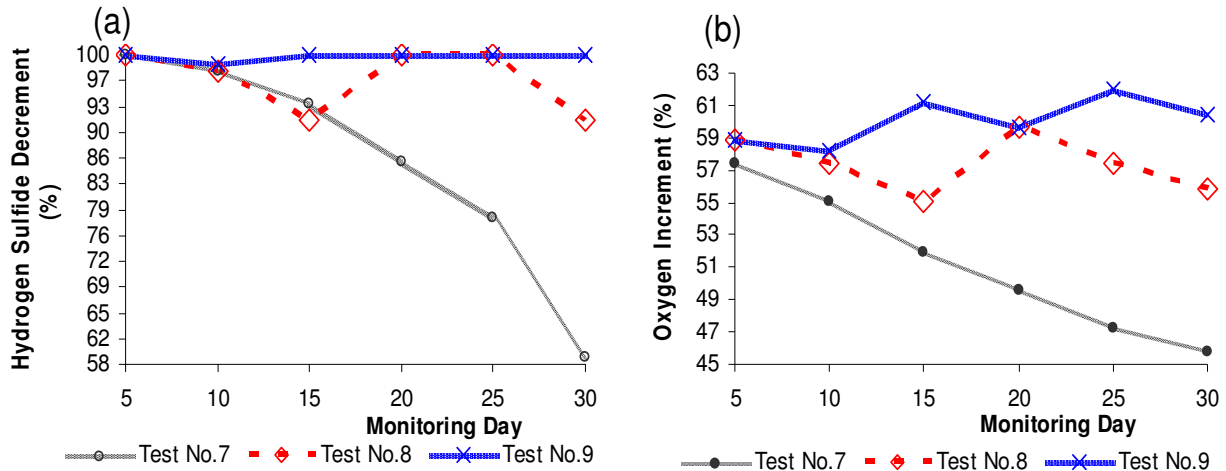 (a)
Hydrogen Sulfide Decrement
(%)
100
97
93
90
86
83
79
76
72
69
65
62
58
5 10 15 20 25 30
Monitoring Day
Test No.7 Test No.8 Test No.9
(b)
Oxygen Increment (%)
63
61
59
57
55
53
51
49
47
45
5 10 15 20 25 30
Monitoring Day
Test No.7 Test No.8 Test No.9